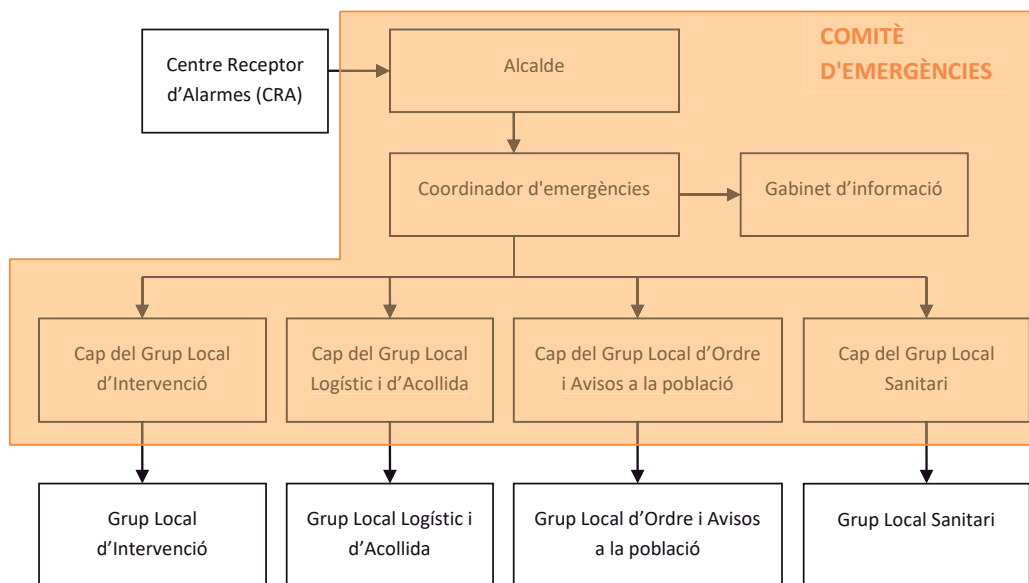 COMITÈ
D'EMERGÈNCIES
Centre Receptor
d’Alarmes (CRA)
Alcalde
Coordinador d'emergències
Gabinet d’informació
Cap del Grup Local
d’Intervenció
Cap del Grup Local
Logístic i d’Acollida
Cap del Grup Local d’Ordre
i Avisos a la població
Cap del Grup Local
Sanitari
Grup Local
d’Intervenció
Grup Local Logístic i
d’Acollida
Grup Local d’Ordre i Avisos
a la població
Grup Local Sanitari